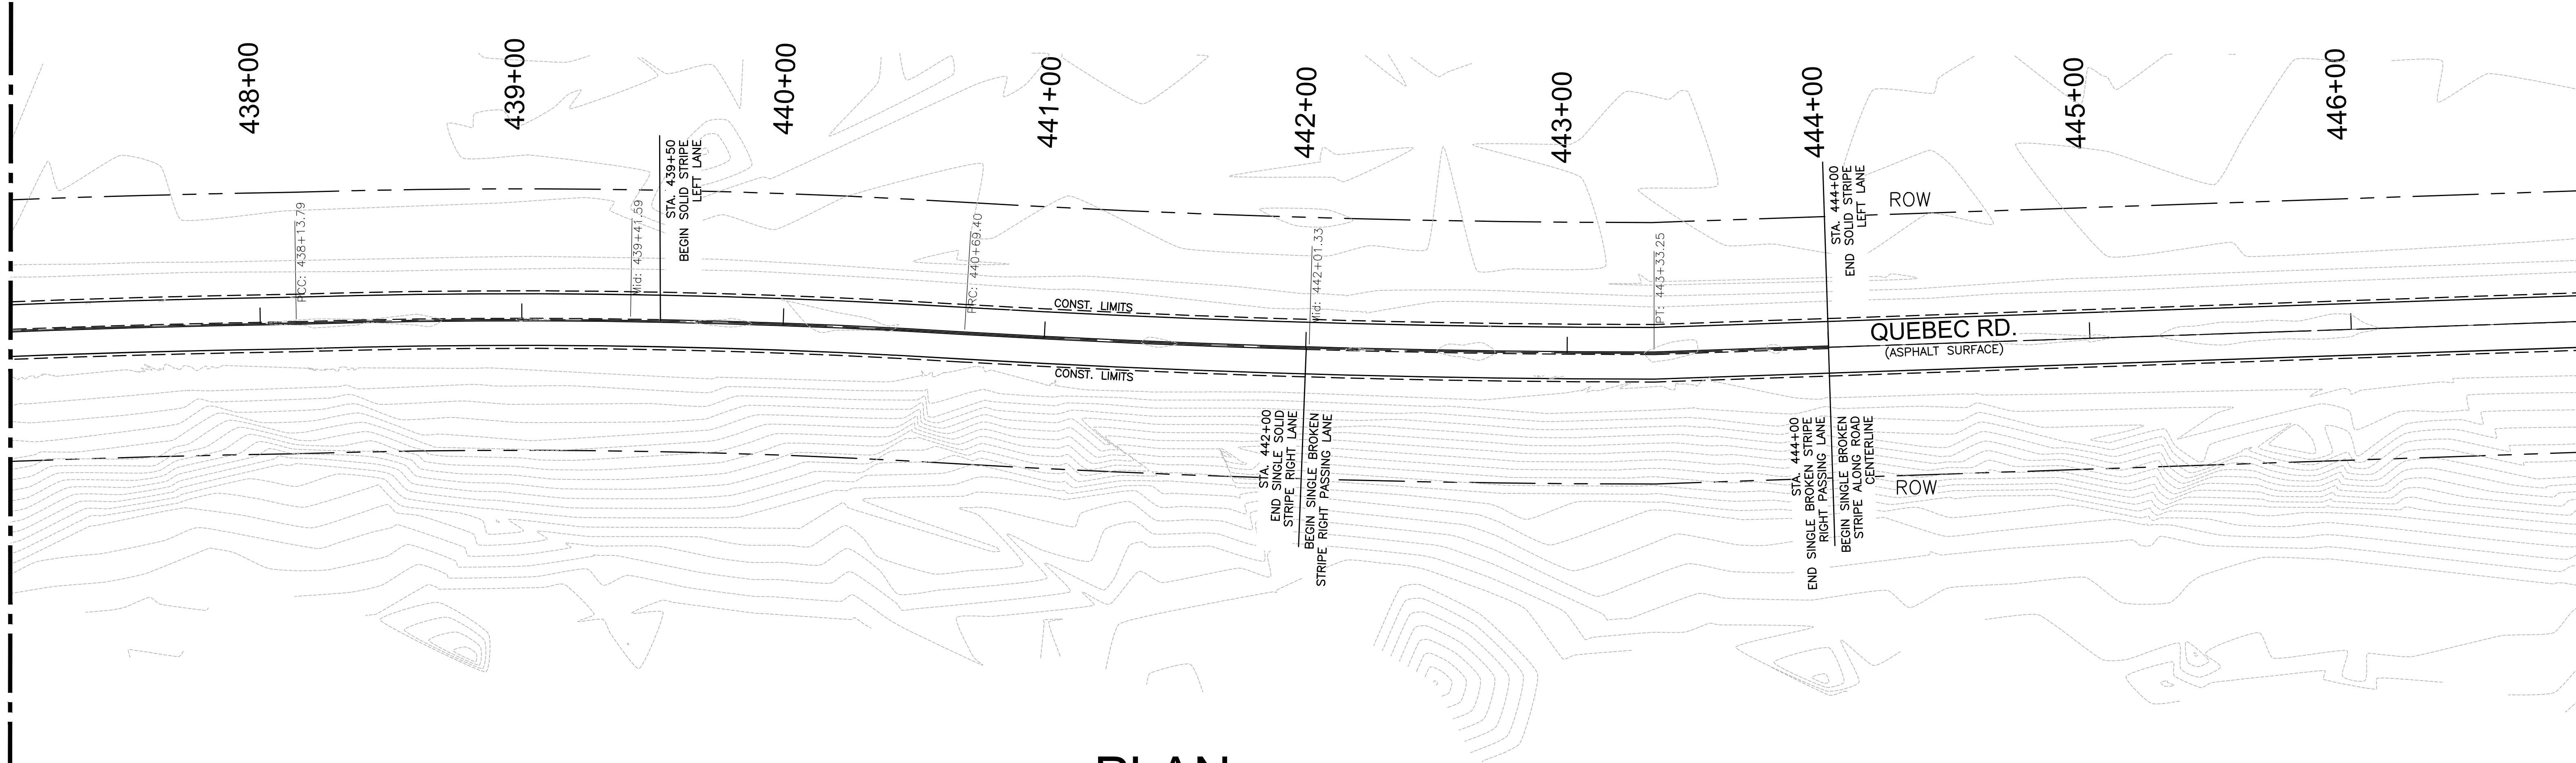 438+00
439+00
440+00
441+00
442+00
443+00
444+00
445+00
446+00
STA. 439+50
BEGIN SOLID STRIPE
LEFT LANE
STA. 444+00
END SOLID STRIPE
LEFT LANE
ROW
PCC: 438+13.79
Mid: 439+41.59
PRC: 440+69.40
Mid: 442+01.33
PT: 443+33.25
CONST. LIMITS
QUEBEC RD.
(ASPHALT SURFACE)
CONST. LIMITS
STA. 442+00
END SINGLE SOLID
STRIPE RIGHT LANE
BEGIN SINGLE BROKEN
STRIPE RIGHT PASSING LANE
STA. 444+00
END SINGLE BROKEN STRIPE
RIGHT PASSING LANE
BEGIN SINGLE BROKEN
STRIPE ALONG ROAD
CENTERLINE
ROW
PLAN